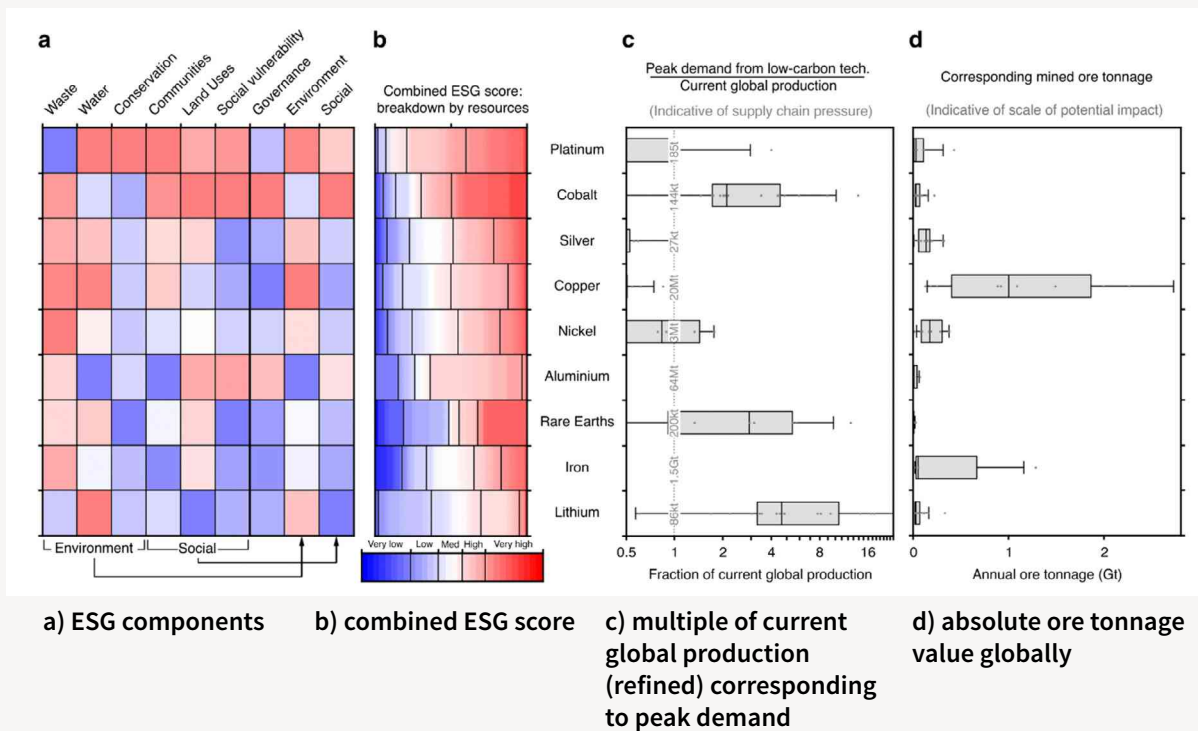 a
Waste
Water
Conservation
Communities
Land Uses
Social vulnerability
Governance
Environment
Social
Environment
Social
b
Combined ESG score:
breakdown by resources
Very low Low Med High Very high
Platinum
Cobalt
Silver
Copper
Nickel
Aluminium
Rare Earths
Iron
Lithium
c
Peak demand from low-carbon tech.
Current global production
(Indicative of supply chain pressure)
185t
144kt
27kt
20Mt
3Mt
64Mt
200kt
1.5Gt
86kt
0.5 1 2 4 8 16
Fraction of current global production
d
Corresponding mined ore tonnage
(Indicative of scale of potential impact)
0 1 2
Annual ore tonnage (Gt)
a) ESG components
b) combined ESG score
c) multiple of current
global production
(refined) corresponding
to peak demand
d) absolute ore tonnage
value globally